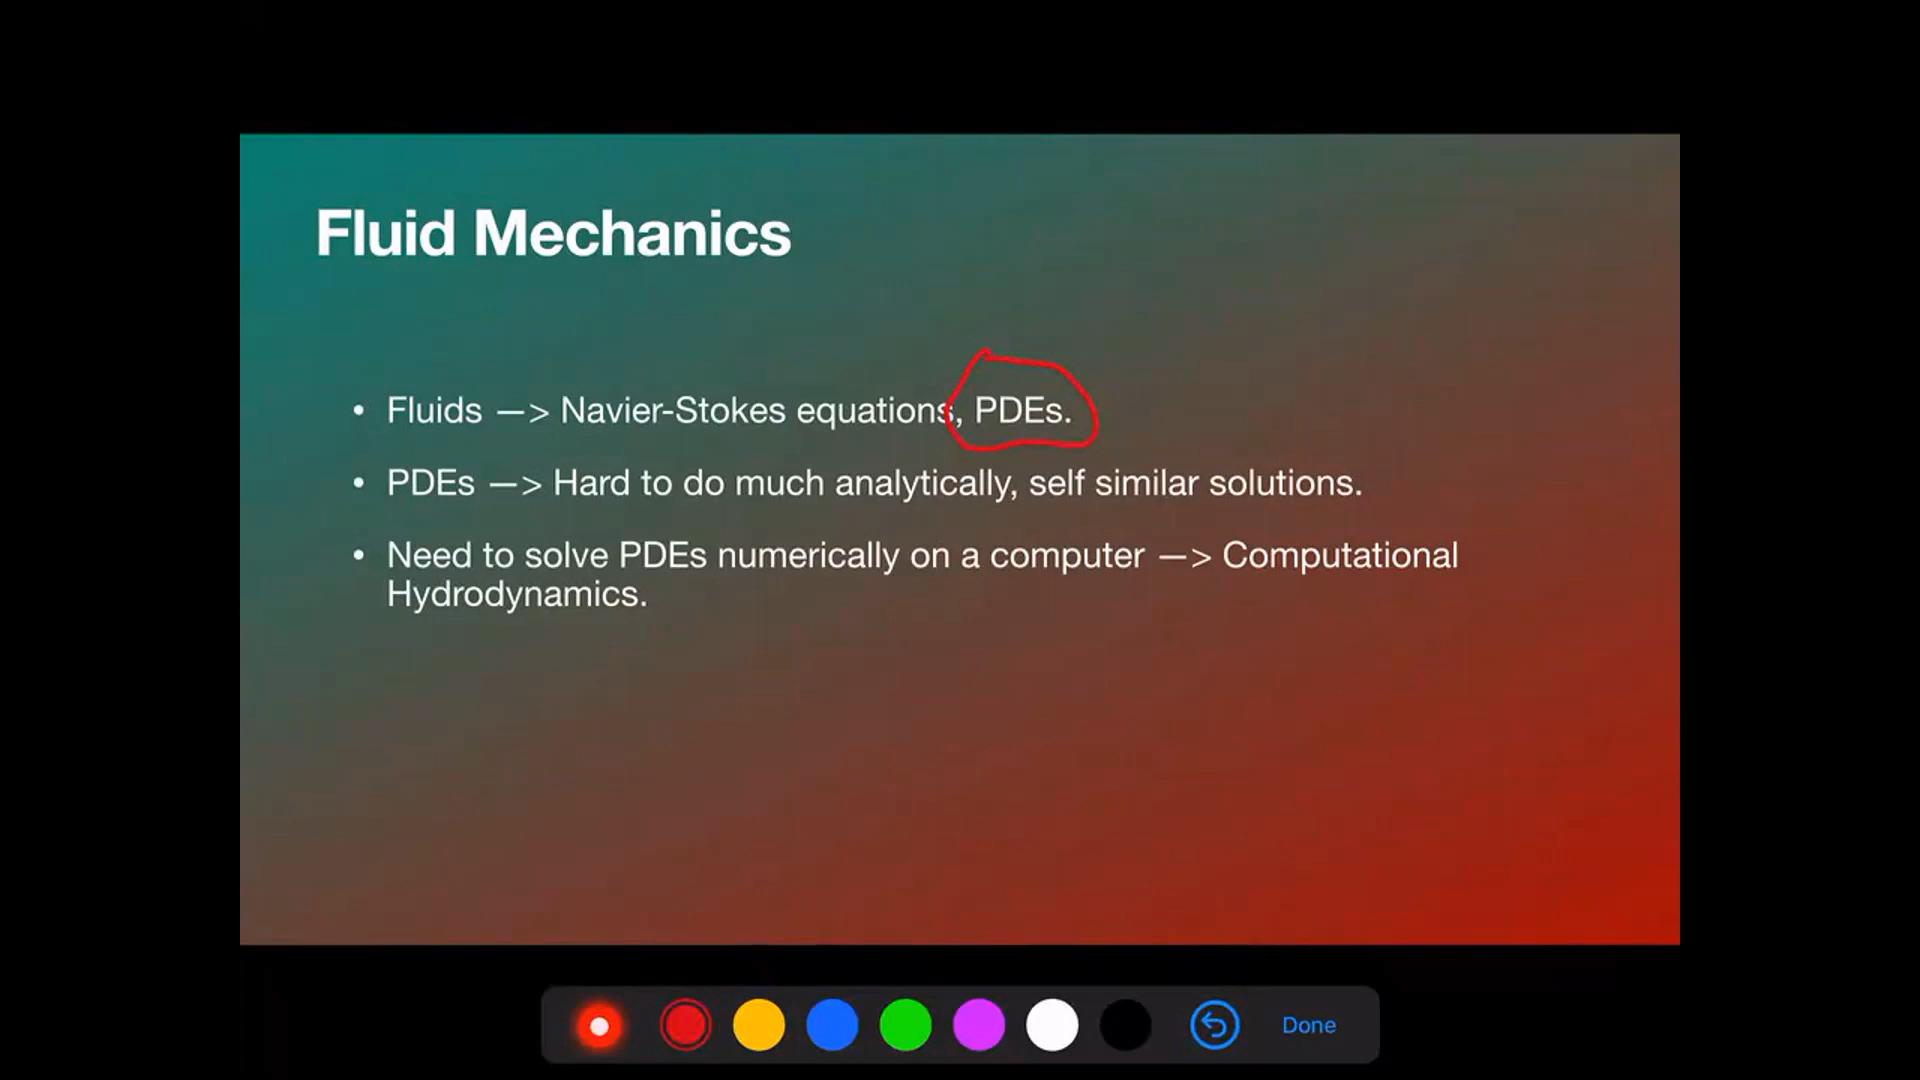 Fluid Mechanics
• Fluids —> Navier-Stokes equations, PDEs.
• PDEs —> Hard to do much analytically, self similar solutions.
• Need to solve PDEs numerically on a computer —> Computational
Hydrodynamics.
Done